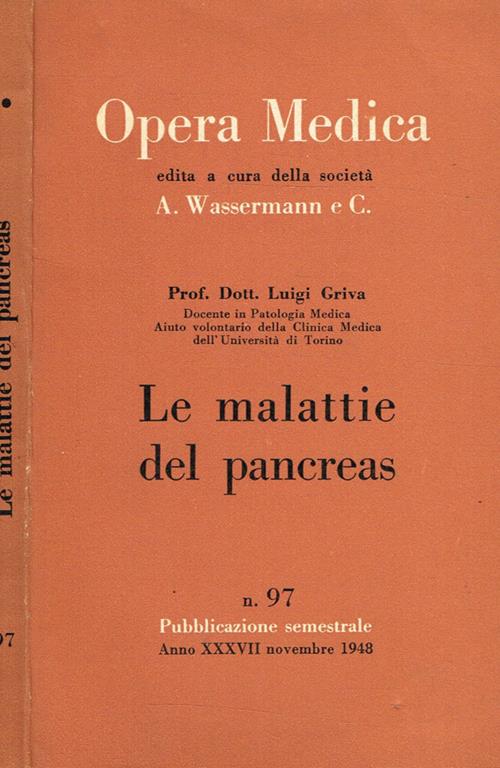 Opera Medica
edita a cura della società
A. Wassermann e C.
Prof. Dott. Luigi Griva
Docente in Patologia Medica
Aiuto volontario della Clinica Medica
dell'Università di Torino
Le malattie
del pancreas
n. 97
Pubblicazione semestrale
Anno XXXVII novembre 1948
Le malattie del pancreas
97